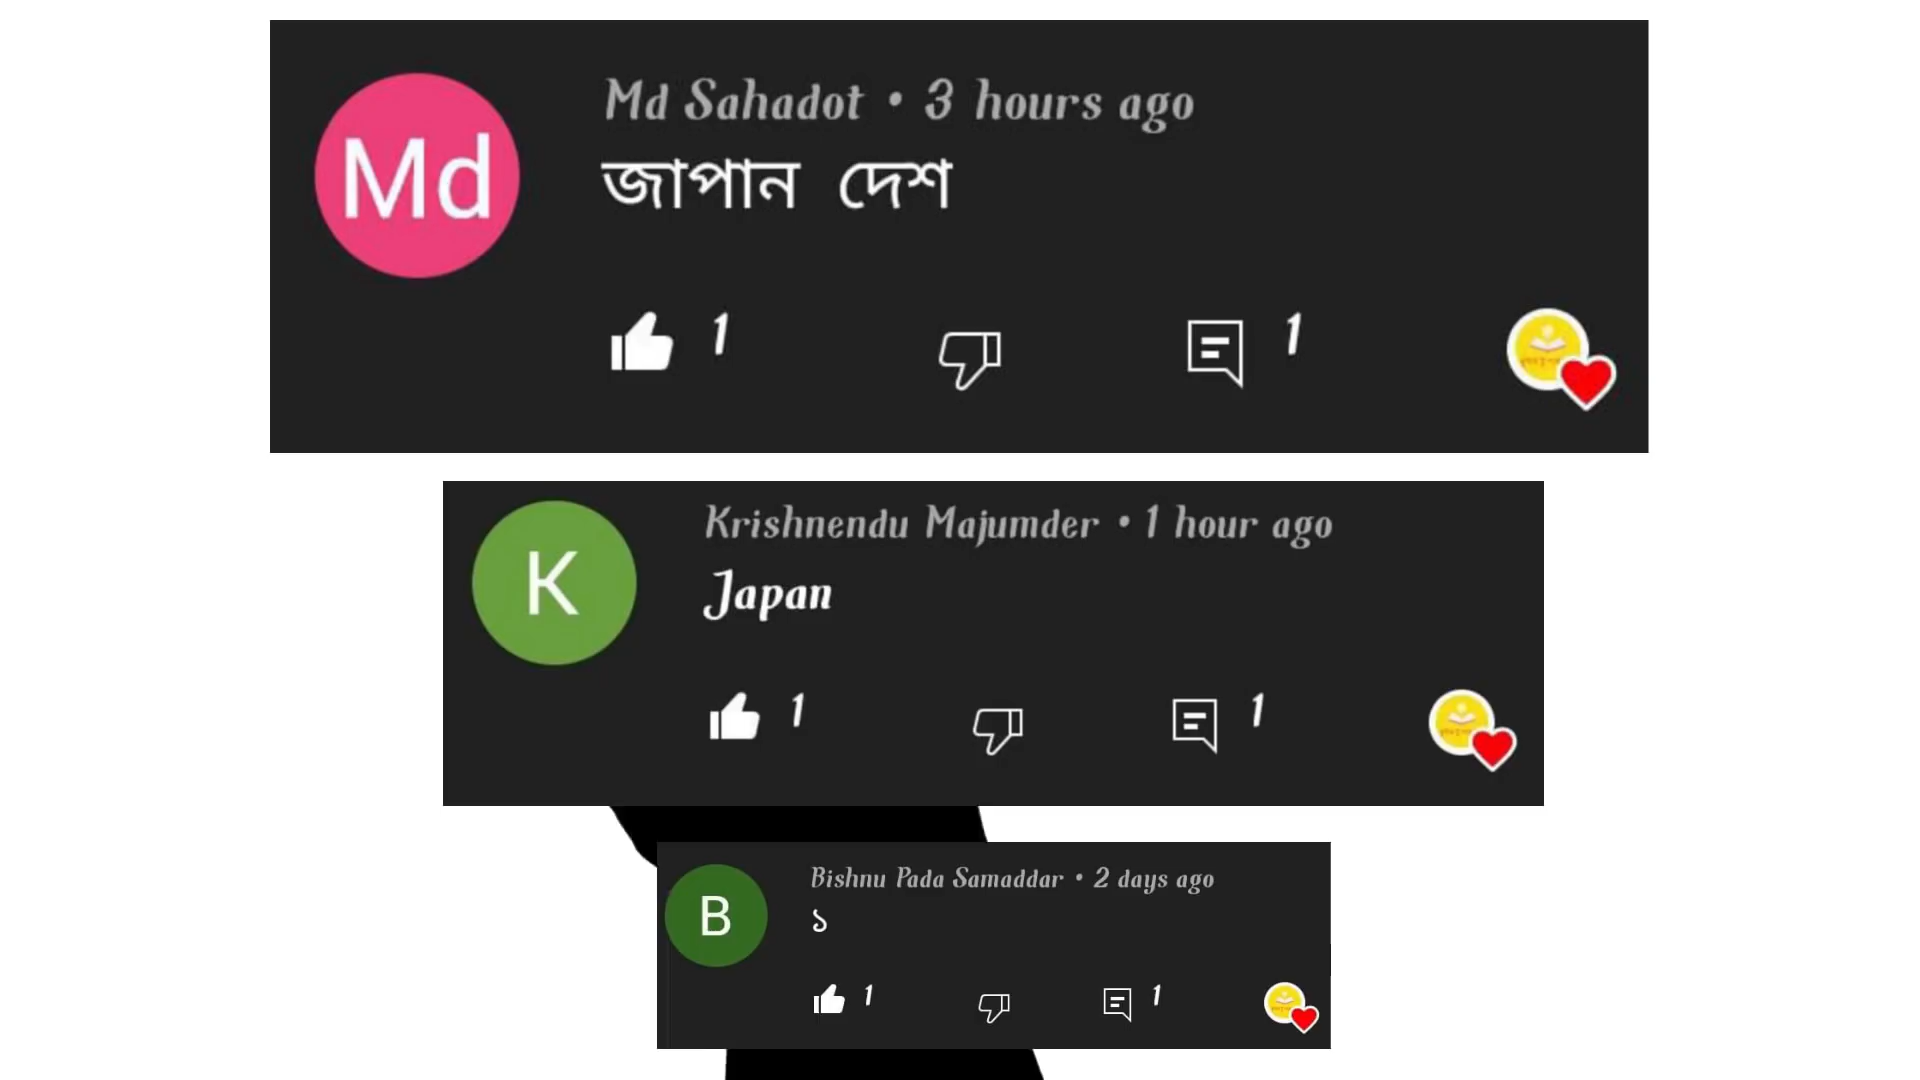 Md
Md Sahadot • 3 hours ago
জাপান দেশ
1
1
K
Krishnendu Majumder • 1 hour ago
Japan
1
1
B
Bishnu Pada Samaddar • 2 days ago
১
1
1